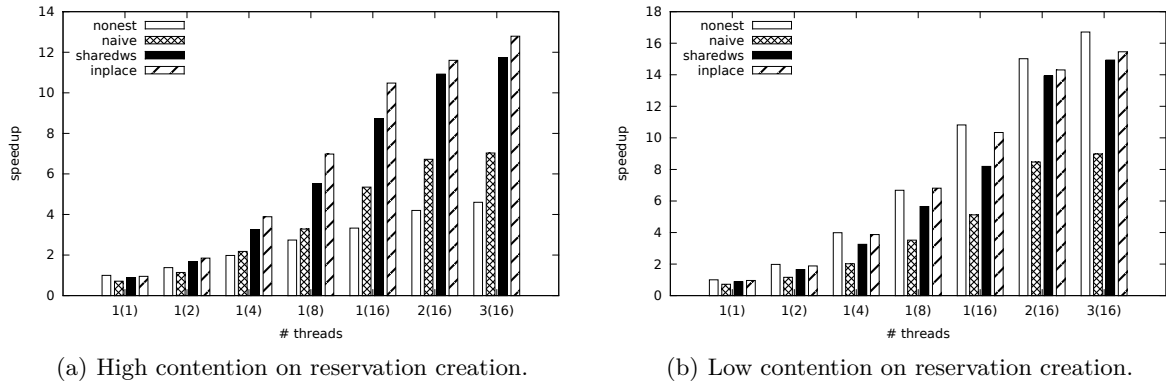 14
12
10
8
6
4
2
0
speedup
nonest
naive
sharedws
inplace
1(1) 1(2) 1(4) 1(8) 1(16) 2(16) 3(16)
# threads
(a) High contention on reservation creation.
18
16
14
12
10
8
6
4
2
0
speedup
nonest
naive
sharedws
inplace
1(1) 1(2) 1(4) 1(8) 1(16) 2(16) 3(16)
# threads
(b) Low contention on reservation creation.